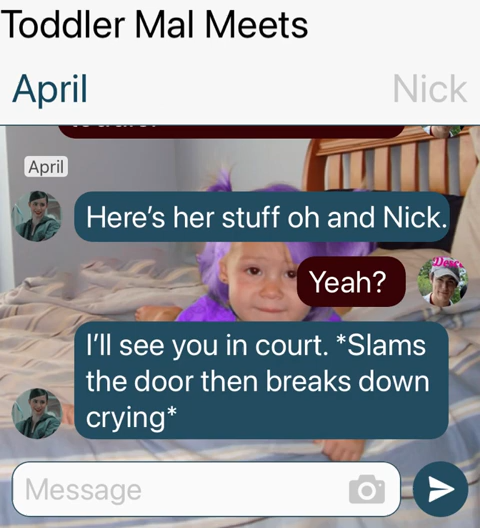 Toddler Mal Meets
April
Nick
April
Here's her stuff oh and Nick.
Yeah?
I'll see you in court. *Slams
the door then breaks down
crying*
Message